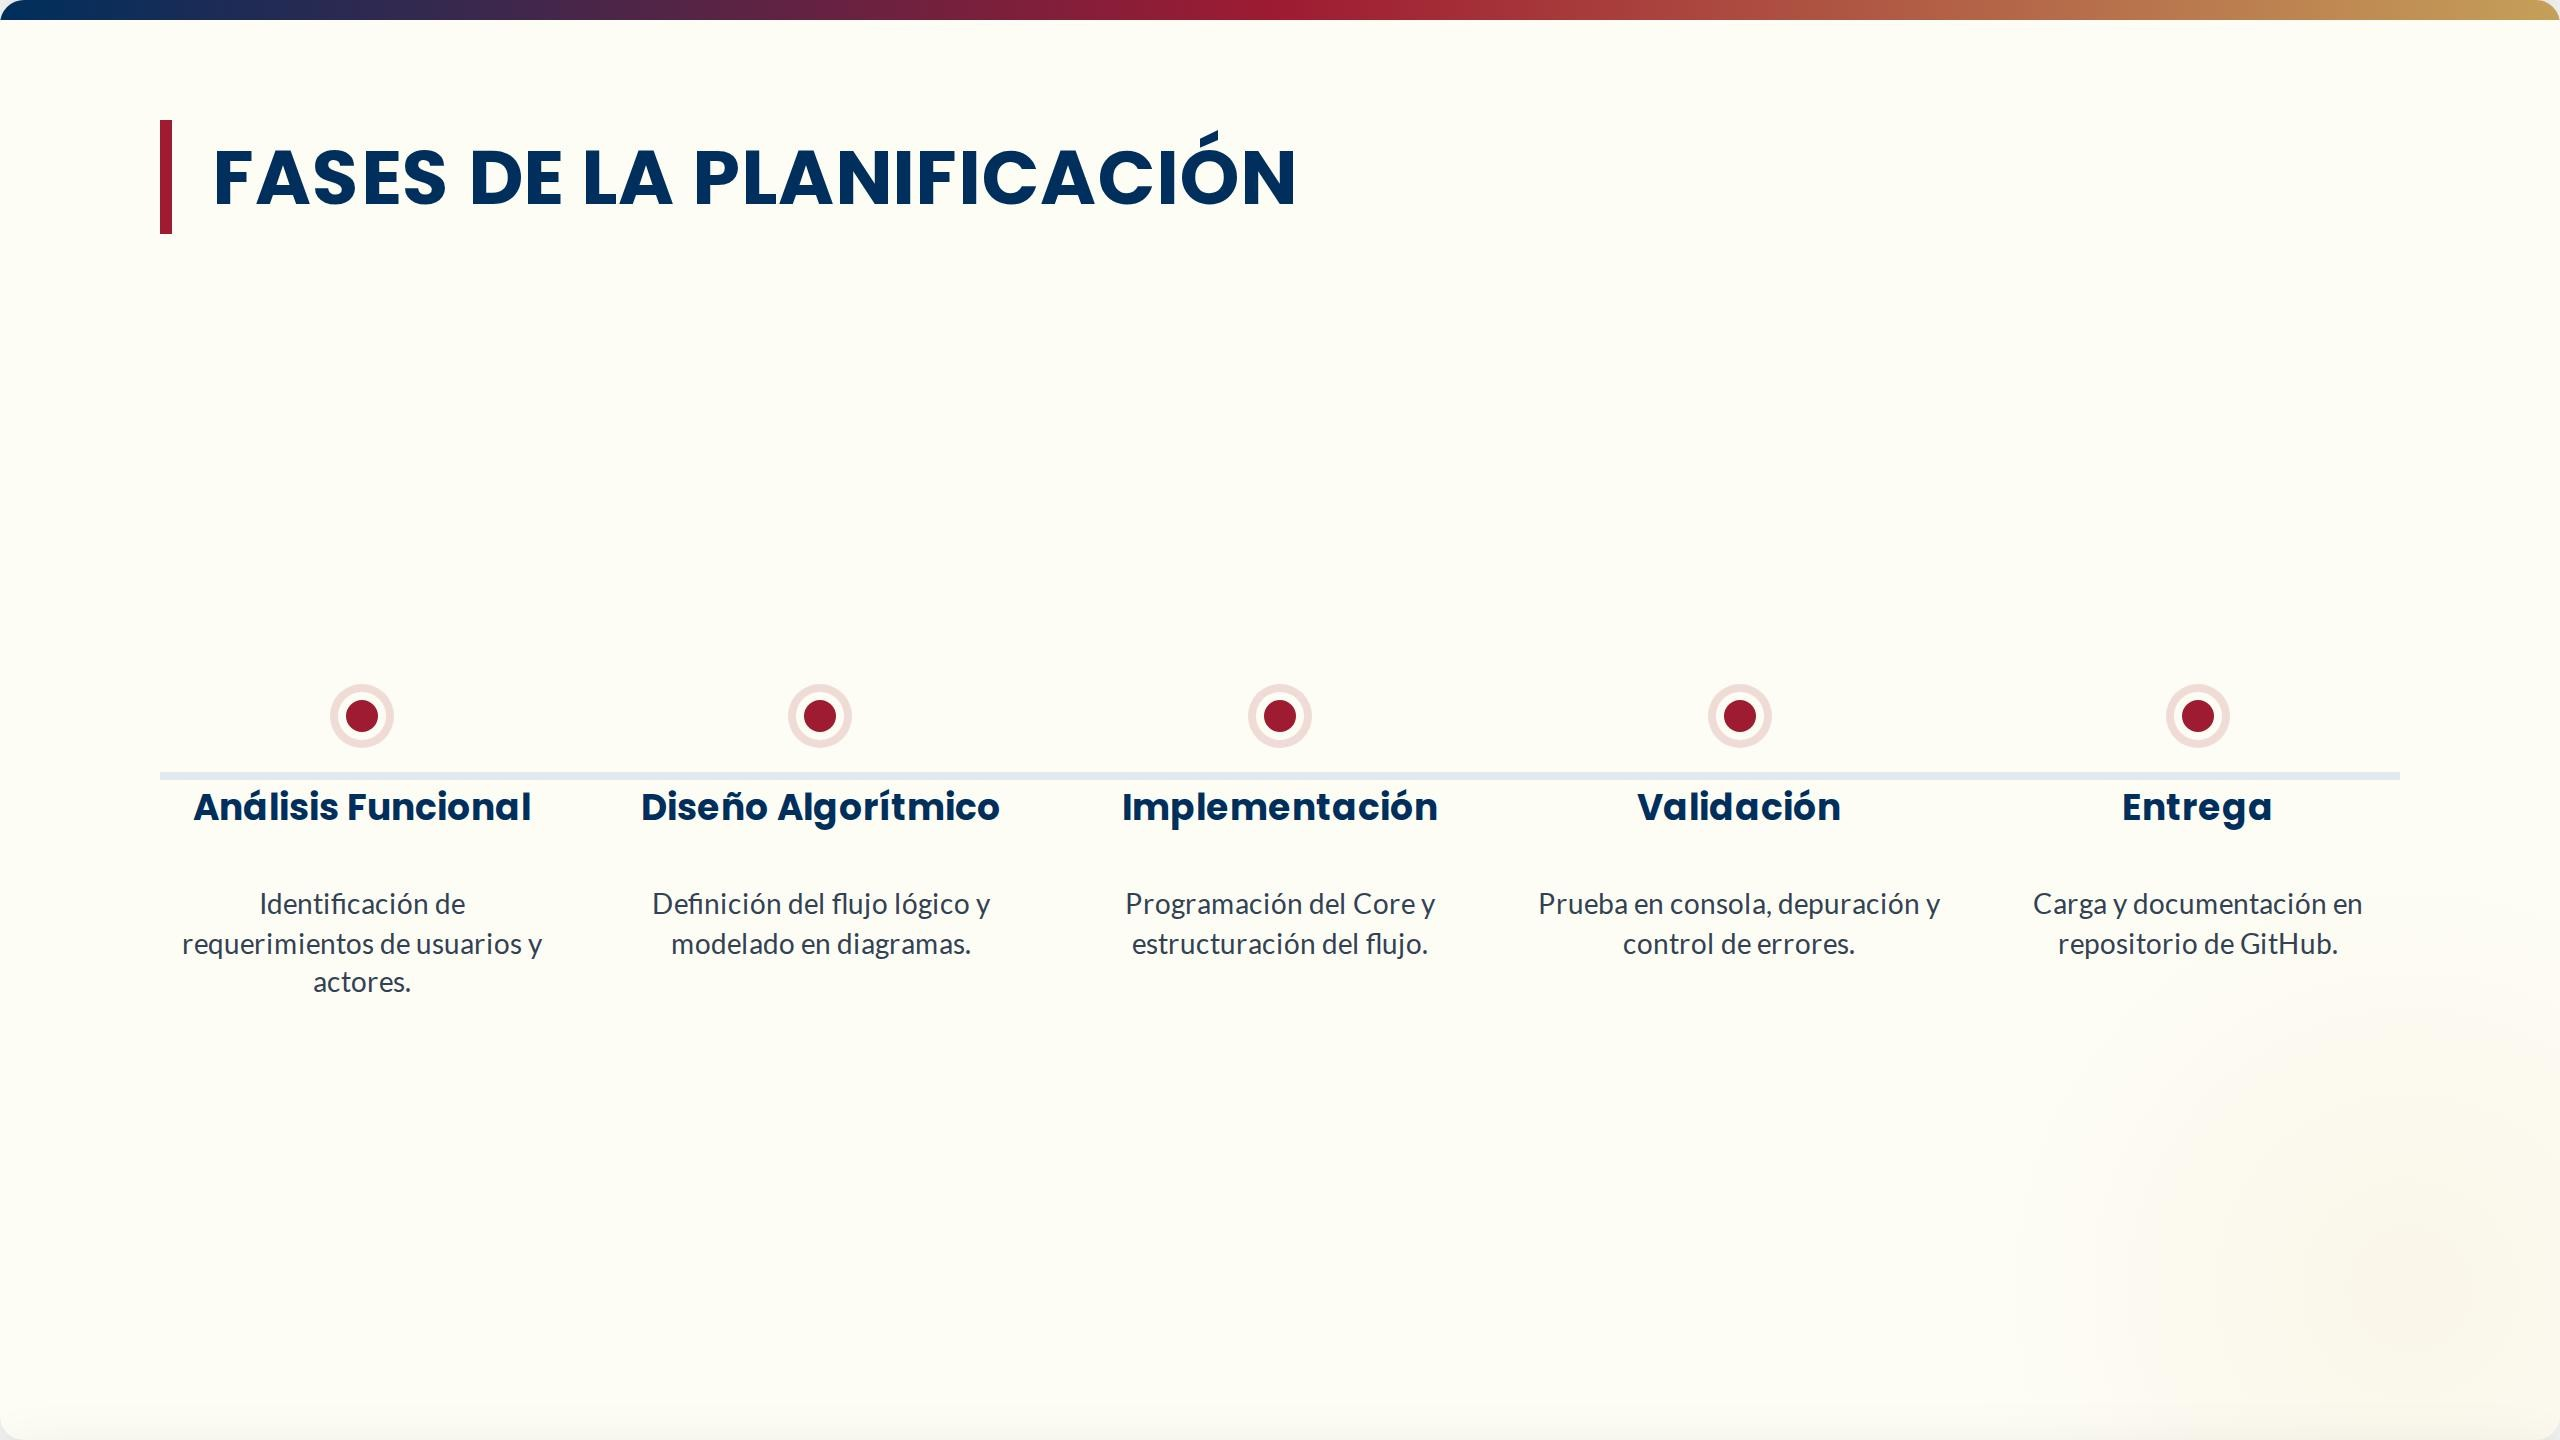 FASES DE LA PLANIFICACIÓN
Análisis Funcional
Identificación de
requerimientos de usuarios y
actores.
Diseño Algorítmico
Definición del flujo lógico y
modelado en diagramas.
Implementación
Programación del Core y
estructuración del flujo.
Validación
Prueba en consola, depuración y
control de errores.
Entrega
Carga y documentación en
repositorio de GitHub.